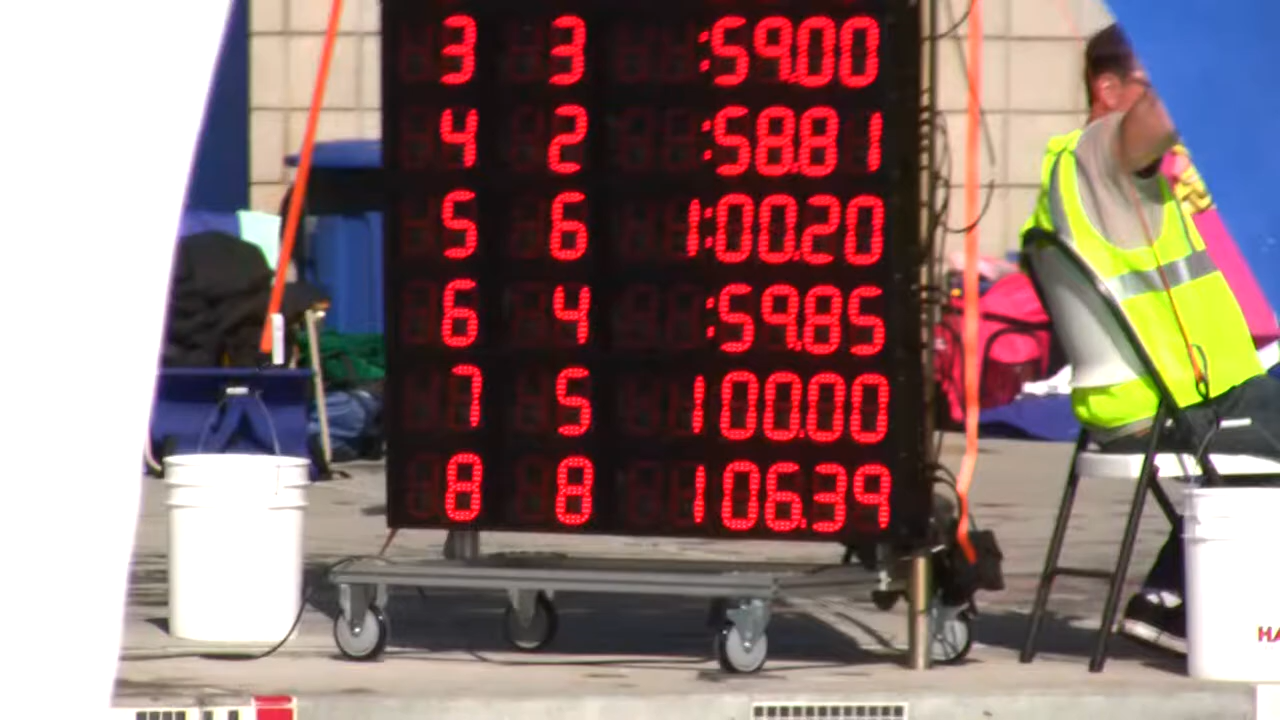 3 3 :59.00
4 2 :58.81
5 6 1:00.20
6 4 :59.85
7 5 1 00.00
8 8 1 06.39
HA